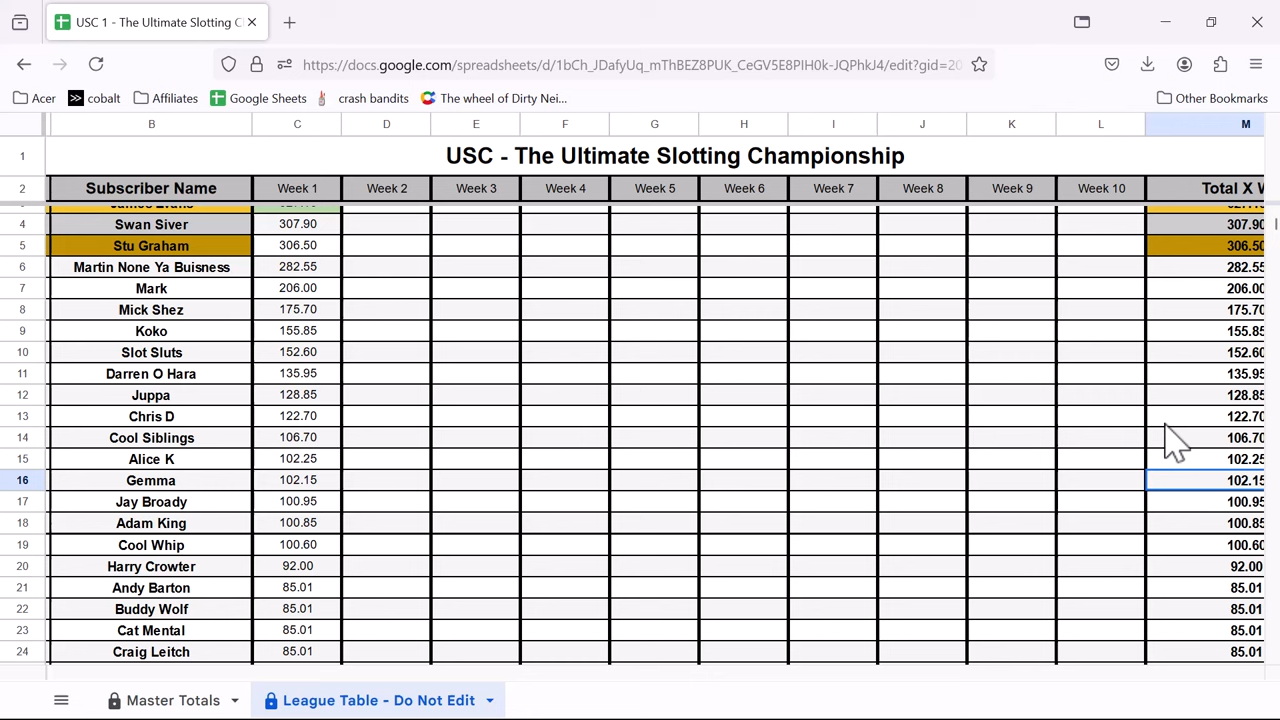 USC 1 - The Ultimate Slotting C
https://docs.google.com/spreadsheets/d/1bCh_JDafyUq_mThBEZ8PUK_CeGV5E8PIH0k-JQPhkJ4/edit?gid=20
Acer cobalt Affiliates Google Sheets crash bandits The wheel of Dirty Nei... Other Bookmarks
B C D E F G H I J K L M
1 USC - The Ultimate Slotting Championship
2 Subscriber Name Week 1 Week 2 Week 3 Week 4 Week 5 Week 6 Week 7 Week 8 Week 9 Week 10 Total X W
4 Swan Siver 307.90 307.90
5 Stu Graham 306.50 306.50
6 Martin None Ya Buisness 282.55 282.55
7 Mark 206.00 206.00
8 Mick Shez 175.70 175.70
9 Koko 155.85 155.85
10 Slot Sluts 152.60 152.60
11 Darren O Hara 135.95 135.95
12 Juppa 128.85 128.85
13 Chris D 122.70 122.70
14 Cool Siblings 106.70 106.70
15 Alice K 102.25 102.25
16 Gemma 102.15 102.15
17 Jay Broady 100.95 100.95
18 Adam King 100.85 100.85
19 Cool Whip 100.60 100.60
20 Harry Crowter 92.00 92.00
21 Andy Barton 85.01 85.01
22 Buddy Wolf 85.01 85.01
23 Cat Mental 85.01 85.01
24 Craig Leitch 85.01 85.01
Master Totals League Table - Do Not Edit